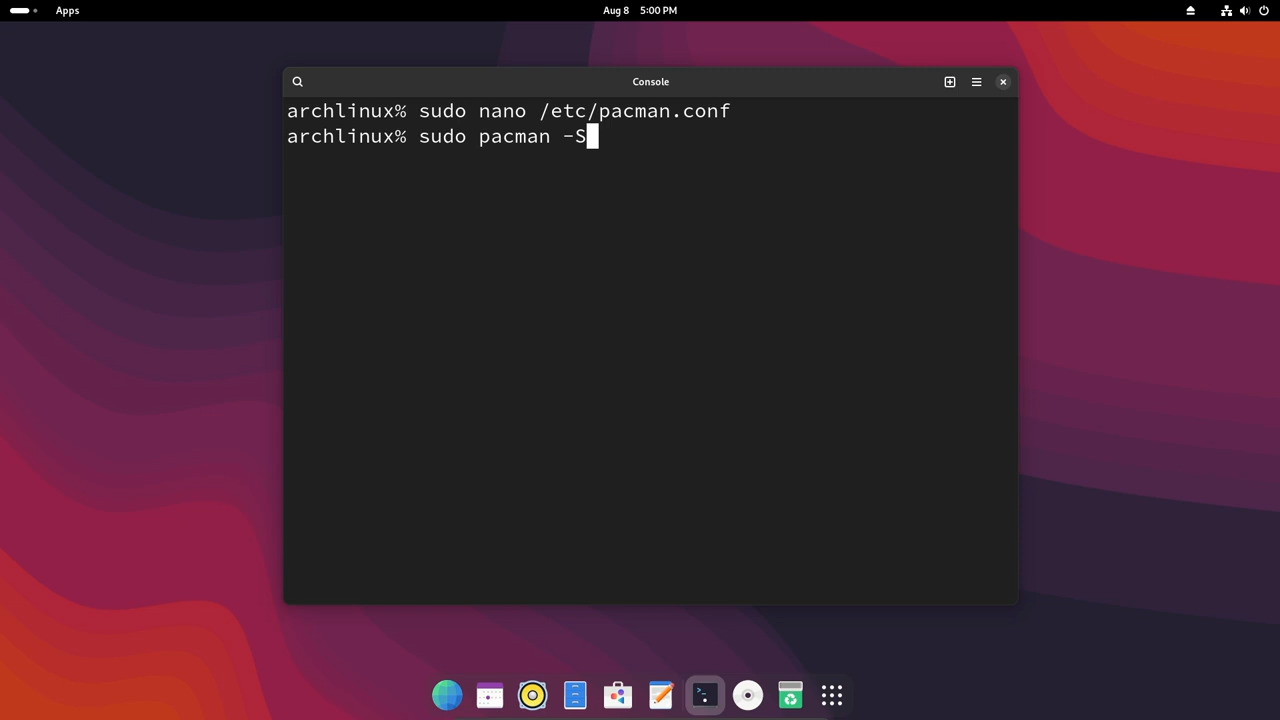 Apps
Aug 8 5:00 PM
Console
archlinux% sudo nano /etc/pacman.conf
archlinux% sudo pacman -S
>_